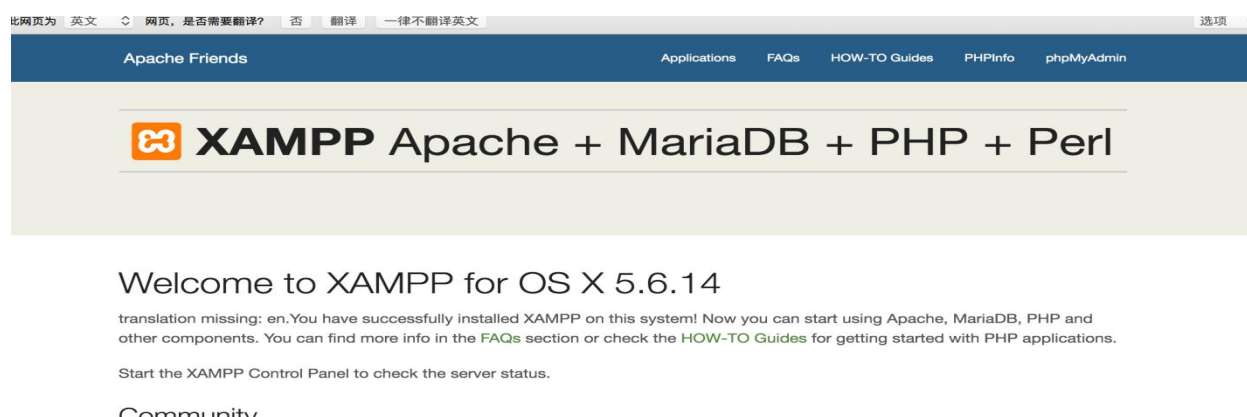 此网页为 英文 网页，是否需要翻译? 否 翻译 一律不翻译英文 选项
Apache Friends Applications FAQs HOW-TO Guides PHPInfo phpMyAdmin
XAMPP Apache + MariaDB + PHP + Perl
Welcome to XAMPP for OS X 5.6.14
translation missing: en.You have successfully installed XAMPP on this system! Now you can start using Apache, MariaDB, PHP and
other components. You can find more info in the FAQs section or check the HOW-TO Guides for getting started with PHP applications.
Start the XAMPP Control Panel to check the server status.
Community